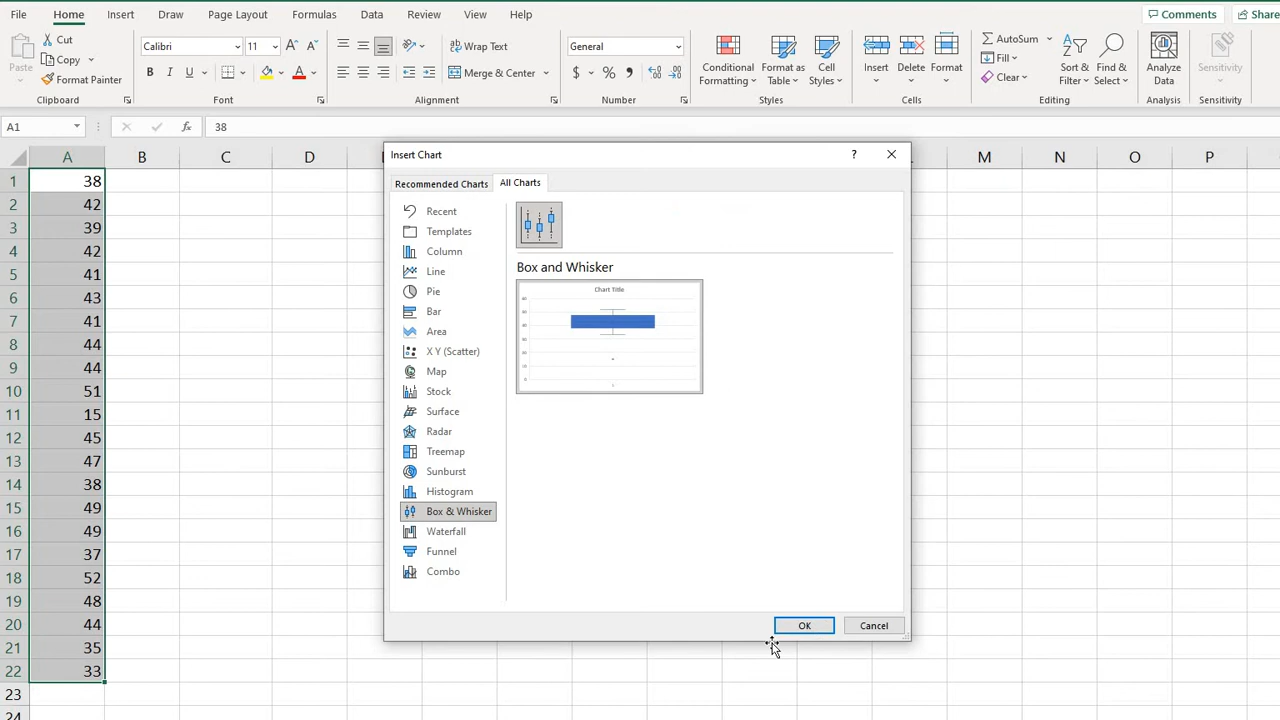 File Home Insert Draw Page Layout Formulas Data Review View Help Comments Share
Cut
Copy
Format Painter
Paste
Clipboard
Calibri 11
B I U
Font
Wrap Text
Merge & Center
Alignment
General
$ % ,
Number
Conditional Formatting
Format as Table
Cell Styles
Styles
Insert
Delete
Format
Cells
AutoSum
Fill
Clear
Sort & Filter
Find & Select
Editing
Analyze Data
Analysis
Sensitivity
Sensitivity
A1 fx 38
A B C D M N O P
1 38
2 42
3 39
4 42
5 41
6 43
7 41
8 44
9 44
10 51
11 15
12 45
13 47
14 38
15 49
16 49
17 37
18 52
19 48
20 44
21 35
22 33
23
24
Insert Chart ?
Recommended Charts All Charts
Recent
Templates
Column
Line
Pie
Bar
Area
X Y (Scatter)
Map
Stock
Surface
Radar
Treemap
Sunburst
Histogram
Box & Whisker
Waterfall
Funnel
Combo
Box and Whisker
Chart Title
OK Cancel